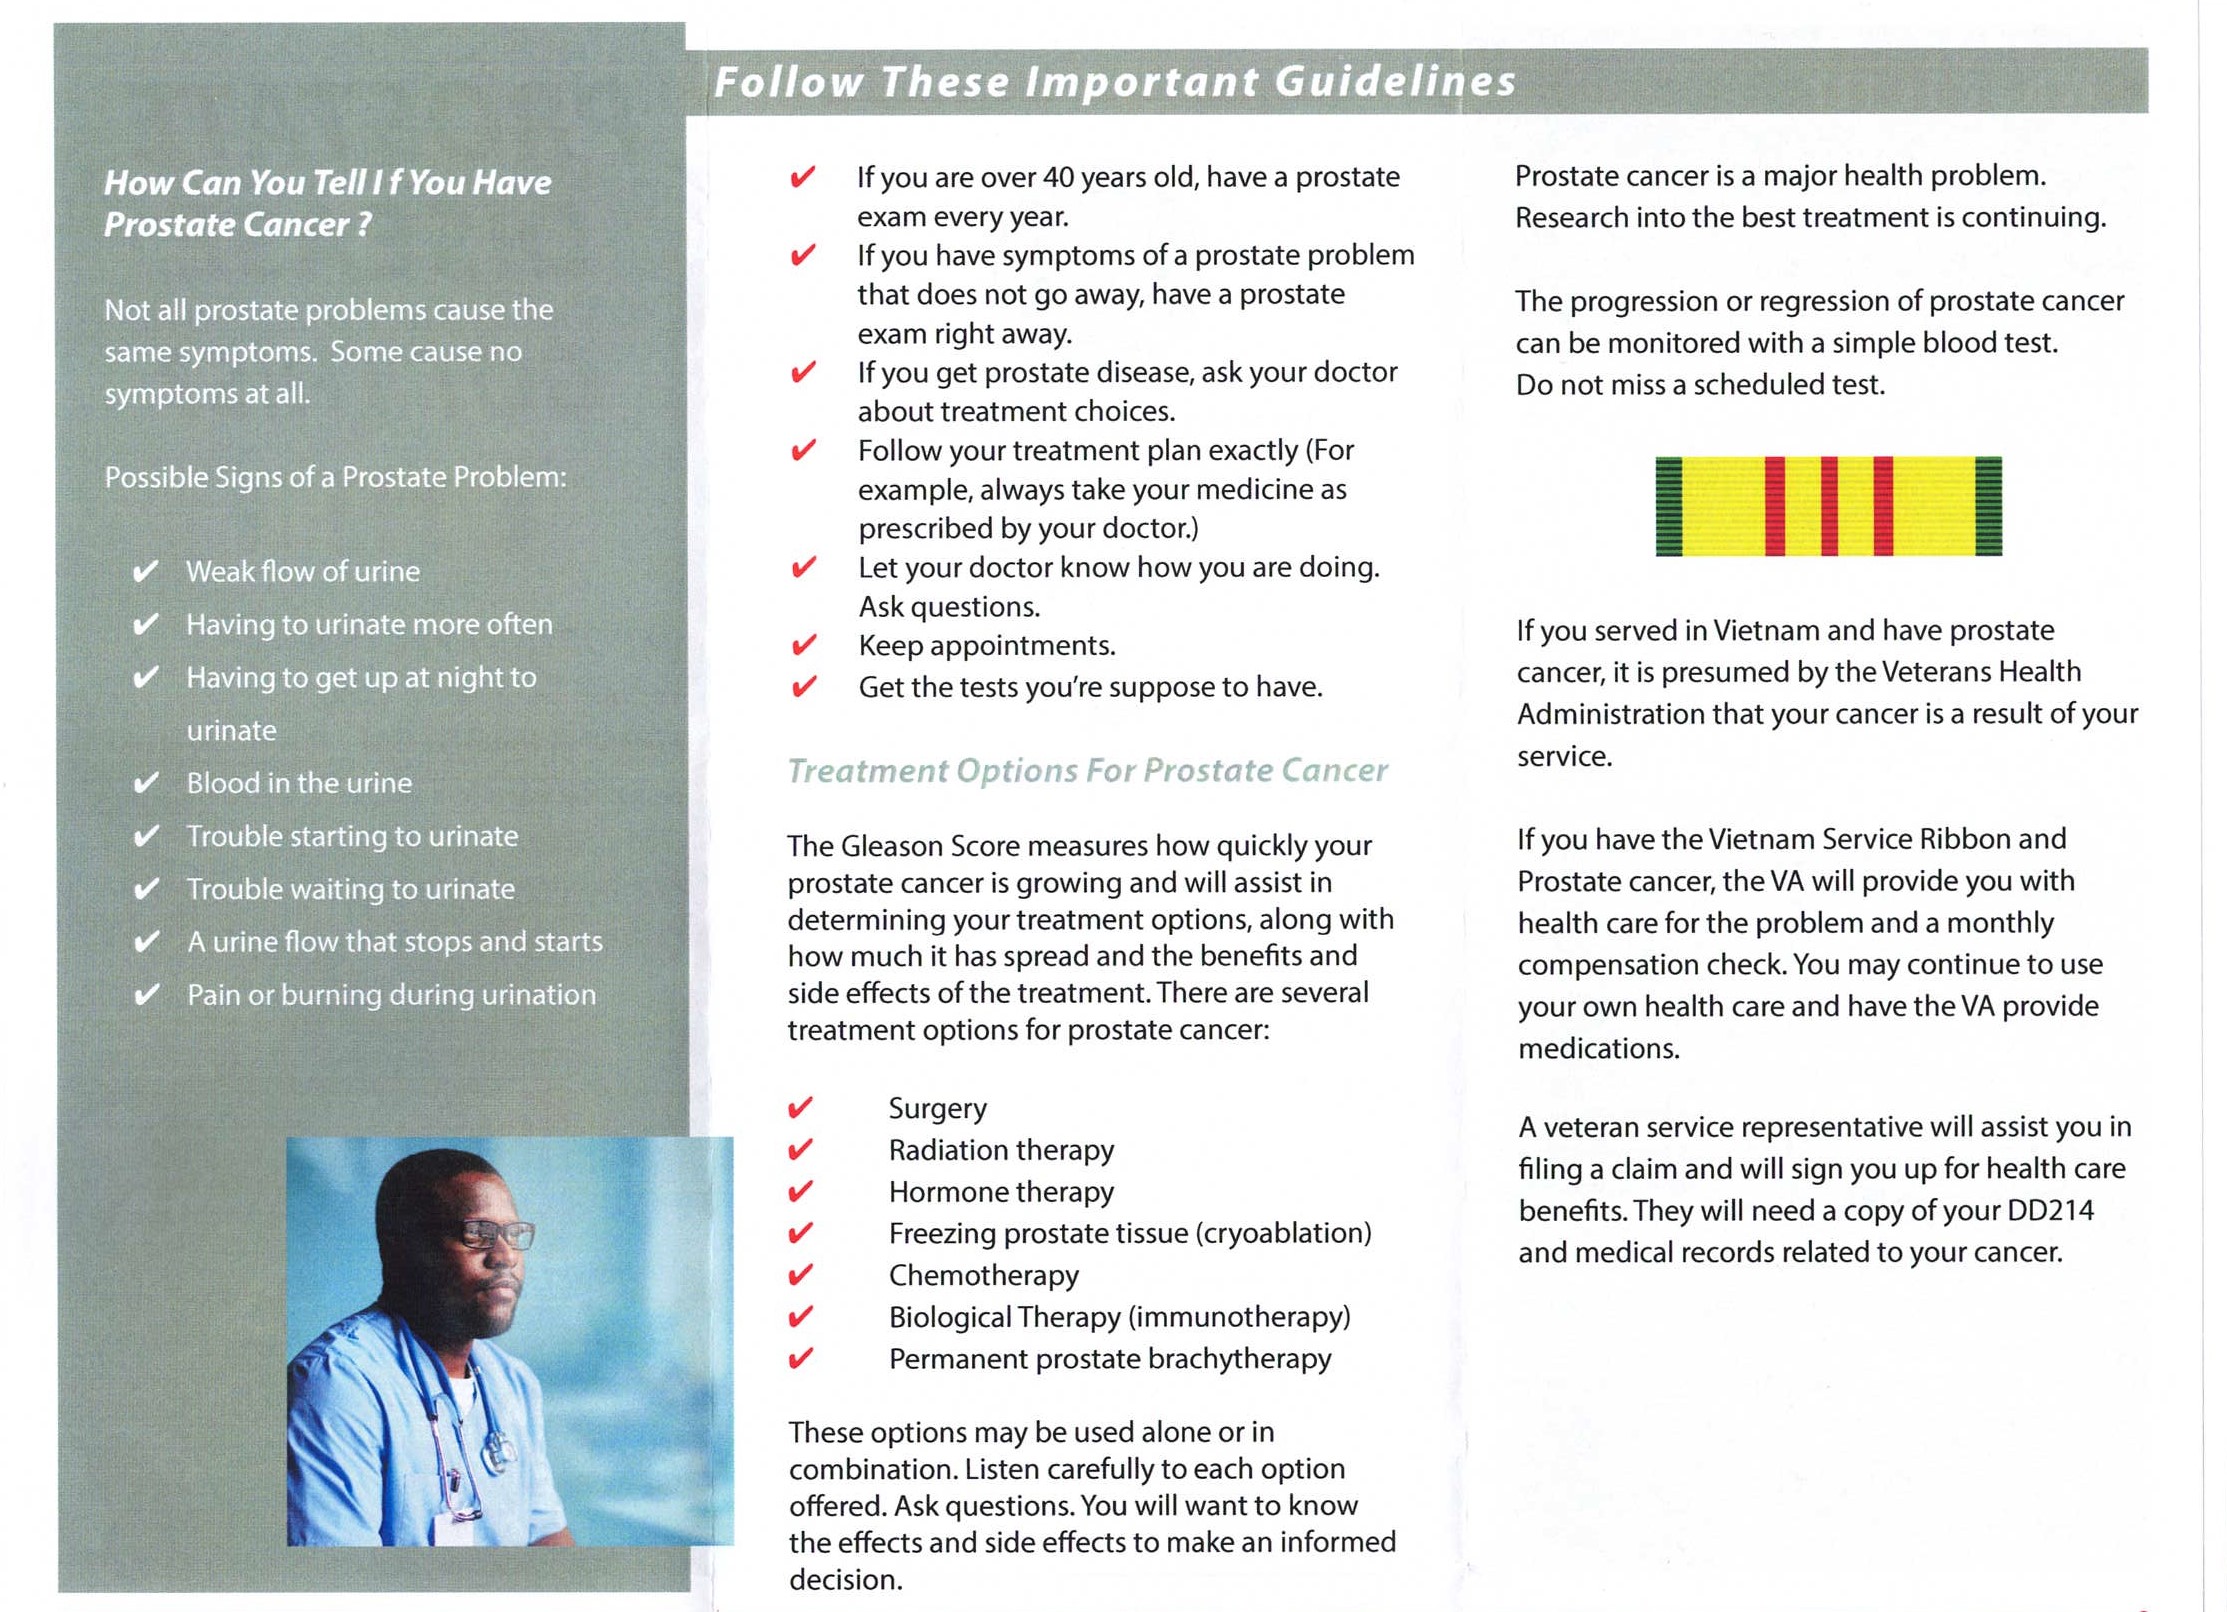 Follow These Important Guidelines
How Can You Tell I f You Have
Prostate Cancer ?
Not all prostate problems cause the
same symptoms.  Some cause no
symptoms at all.
Possible Signs of a Prostate Problem:
✔ Weak flow of urine
✔ Having to urinate more often
✔ Having to get up at night to
urinate
✔ Blood in the urine
✔ Trouble starting to urinate
✔ Trouble waiting to urinate
✔ A urine flow that stops and starts
✔ Pain or burning during urination
✔ If you are over 40 years old, have a prostate
exam every year.
✔ If you have symptoms of a prostate problem
that does not go away, have a prostate
exam right away.
✔ If you get prostate disease, ask your doctor
about treatment choices.
✔ Follow your treatment plan exactly (For
example, always take your medicine as
prescribed by your doctor.)
✔ Let your doctor know how you are doing.
Ask questions.
✔ Keep appointments.
✔ Get the tests you're suppose to have.
Treatment Options For Prostate Cancer
The Gleason Score measures how quickly your
prostate cancer is growing and will assist in
determining your treatment options, along with
how much it has spread and the benefits and
side effects of the treatment. There are several
treatment options for prostate cancer:
✔ Surgery
✔ Radiation therapy
✔ Hormone therapy
✔ Freezing prostate tissue (cryoablation)
✔ Chemotherapy
✔ Biological Therapy (immunotherapy)
✔ Permanent prostate brachytherapy
These options may be used alone or in
combination. Listen carefully to each option
offered. Ask questions. You will want to know
the effects and side effects to make an informed
decision.
Prostate cancer is a major health problem.
Research into the best treatment is continuing.
The progression or regression of prostate cancer
can be monitored with a simple blood test.
Do not miss a scheduled test.
If you served in Vietnam and have prostate
cancer, it is presumed by the Veterans Health
Administration that your cancer is a result of your
service.
If you have the Vietnam Service Ribbon and
Prostate cancer, the VA will provide you with
health care for the problem and a monthly
compensation check. You may continue to use
your own health care and have the VA provide
medications.
A veteran service representative will assist you in
filing a claim and will sign you up for health care
benefits. They will need a copy of your DD214
and medical records related to your cancer.